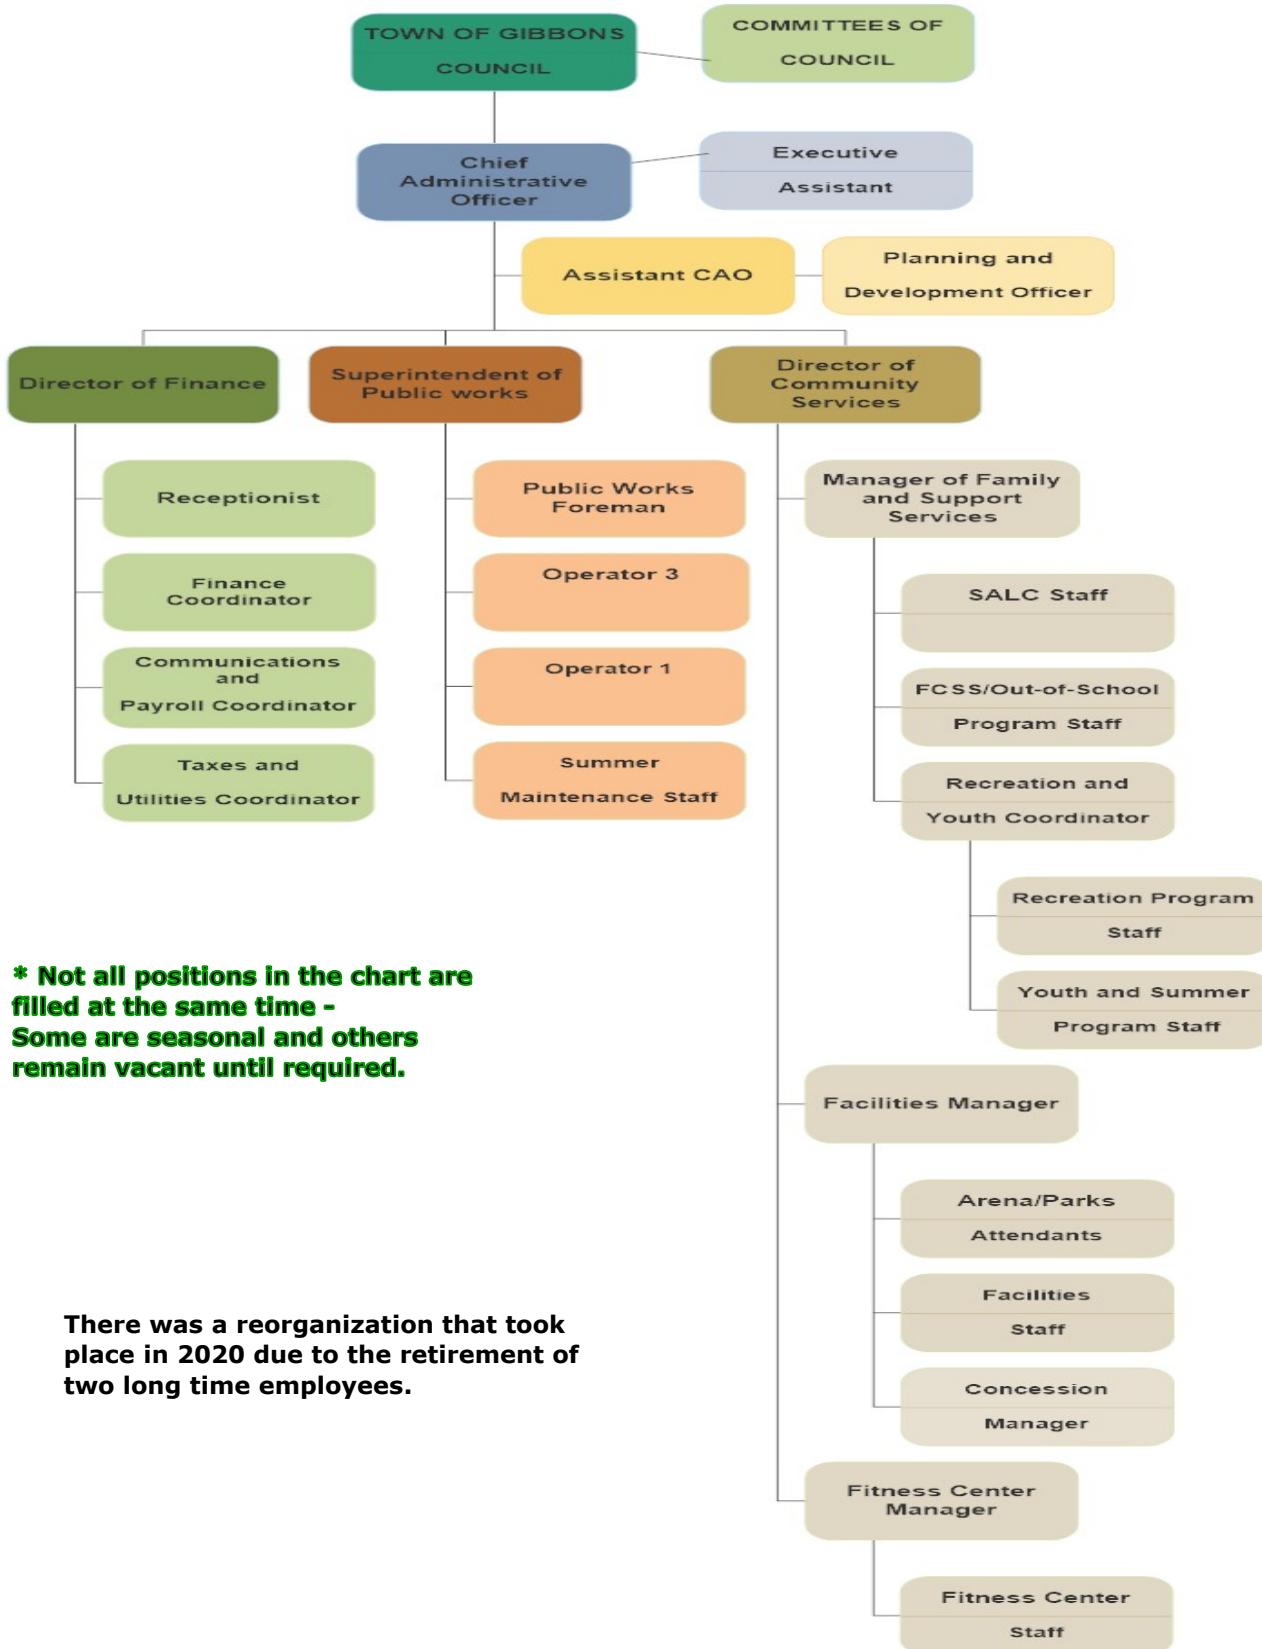 TOWN OF GIBBONS
COUNCIL
COMMITTEES OF
COUNCIL
Chief
Administrative
Officer
Executive
Assistant
Assistant CAO
Planning and
Development Officer
Director of Finance
Superintendent of
Public works
Director of
Community
Services
Receptionist
Finance
Coordinator
Communications
and
Payroll Coordinator
Taxes and
Utilities Coordinator
Public Works
Foreman
Operator 3
Operator 1
Summer
Maintenance Staff
Manager of Family
and Support
Services
SALC Staff
FCSS/Out-of-School
Program Staff
Recreation and
Youth Coordinator
Recreation Program
Staff
Youth and Summer
Program Staff
* Not all positions in the chart are
filled at the same time -
Some are seasonal and others
remain vacant until required.
Facilities Manager
Arena/Parks
Attendants
Facilities
Staff
Concession
Manager
There was a reorganization that took
place in 2020 due to the retirement of
two long time employees.
Fitness Center
Manager
Fitness Center
Staff